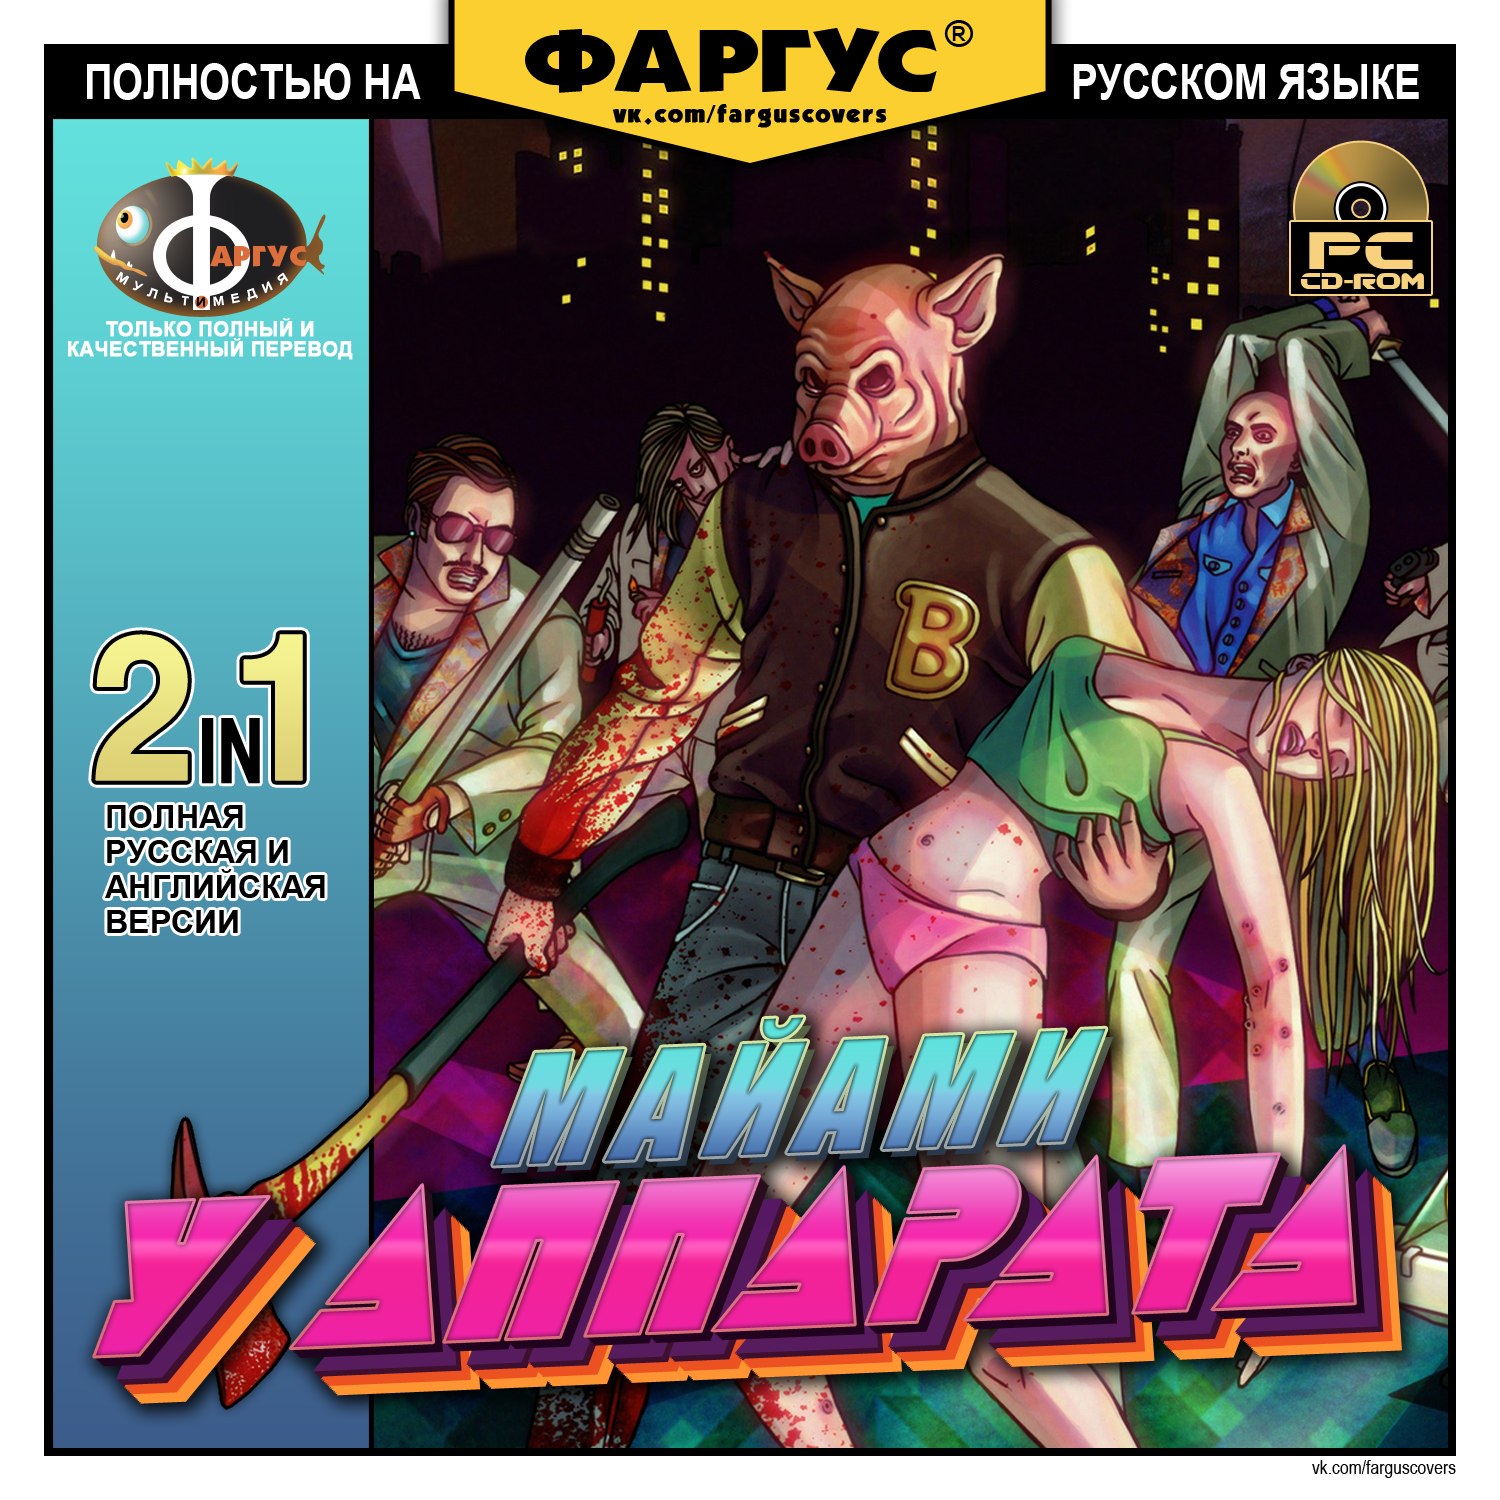 ФАРГУС®
vk.com/farguscovers
ПОЛНОСТЬЮ НА
РУССКОМ ЯЗЫКЕ
ФАРГУС
МУЛЬТИМЕДИЯ
ТОЛЬКО ПОЛНЫЙ И
КАЧЕСТВЕННЫЙ ПЕРЕВОД
PC
CD-ROM
B
2IN1
ПОЛНАЯ
РУССКАЯ И
АНГЛИЙСКАЯ
ВЕРСИИ
МАЙАМИ
У АППАРАТА
vk.com/farguscovers